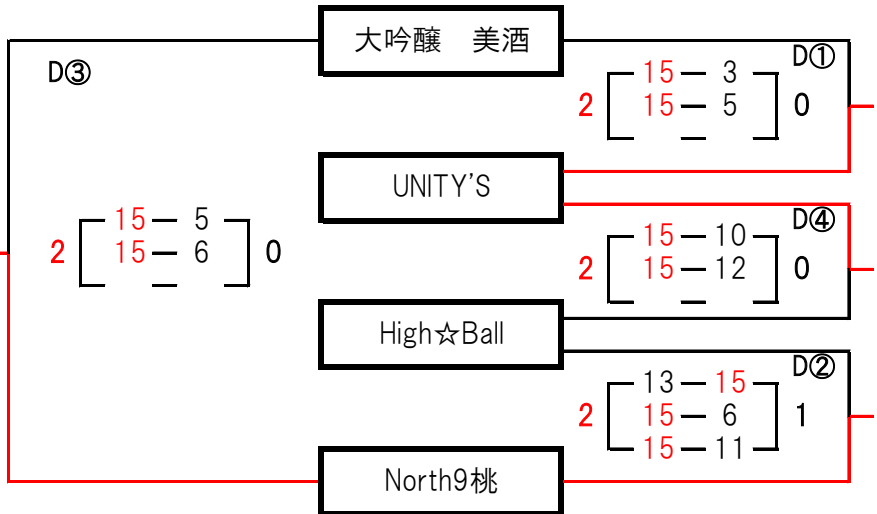 大吟醸　美酒
D①
2 15 － 3 0
15 － 5
UNITY'S
D③
2 15 － 5 0
15 － 6
D④
2 15 － 10 0
15 － 12
High☆Ball
D②
13 － 15
2 15 － 6 1
15 － 11
North9桃